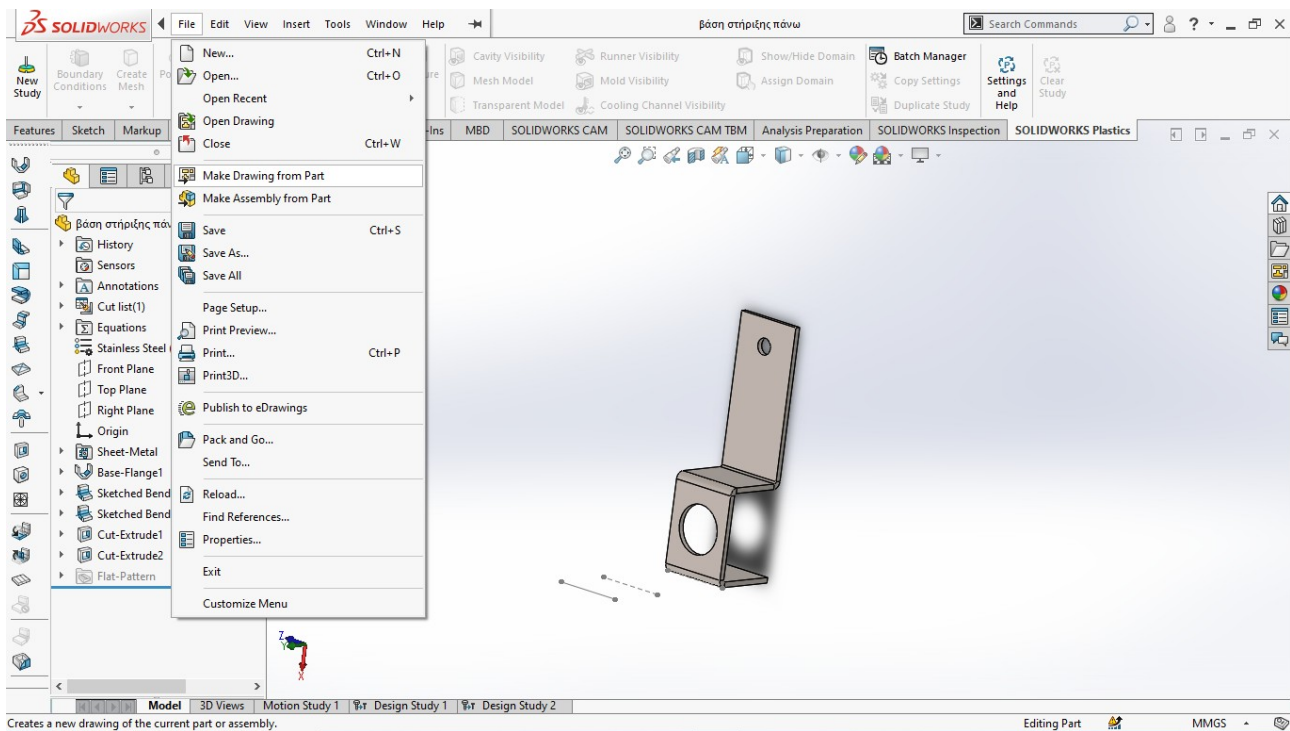 SOLIDWORKS
File Edit View Insert Tools Window Help
βάση στήριξης πάνω
Search Commands
?
New Study
Boundary Conditions
Create Mesh
Cavity Visibility
Runner Visibility
Show/Hide Domain
Batch Manager
Mesh Model
Mold Visibility
Assign Domain
Copy Settings
Transparent Model
Cooling Channel Visibility
Duplicate Study
Settings and Help
Clear Study
Features Sketch Markup
MBD SOLIDWORKS CAM SOLIDWORKS CAM TBM Analysis Preparation SOLIDWORKS Inspection SOLIDWORKS Plastics
New... Ctrl+N
Open... Ctrl+O
Open Recent
Open Drawing
Close Ctrl+W
Make Drawing from Part
Make Assembly from Part
Save Ctrl+S
Save As...
Save All
Page Setup...
Print Preview...
Print... Ctrl+P
Print3D...
Publish to eDrawings
Pack and Go...
Send To...
Reload...
Find References...
Properties...
Exit
Customize Menu
βάση στήριξης
History
Sensors
Annotations
Cut list(1)
Equations
Stainless Steel
Front Plane
Top Plane
Right Plane
Origin
Sheet-Metal
Base-Flange1
Sketched Bend
Sketched Bend
Cut-Extrude1
Cut-Extrude2
Flat-Pattern
Z
Y
X
Model 3D Views Motion Study 1 Design Study 1 Design Study 2
Creates a new drawing of the current part or assembly.
Editing Part
MMGS